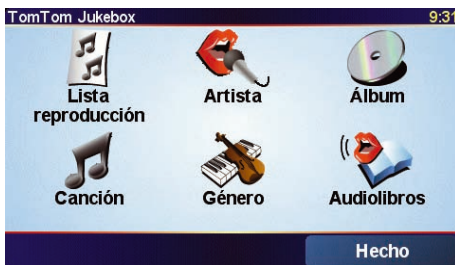 TomTom Jukebox 9:31
Lista
reproducción
Artista
Álbum
Canción
Género
Audiolibros
Hecho